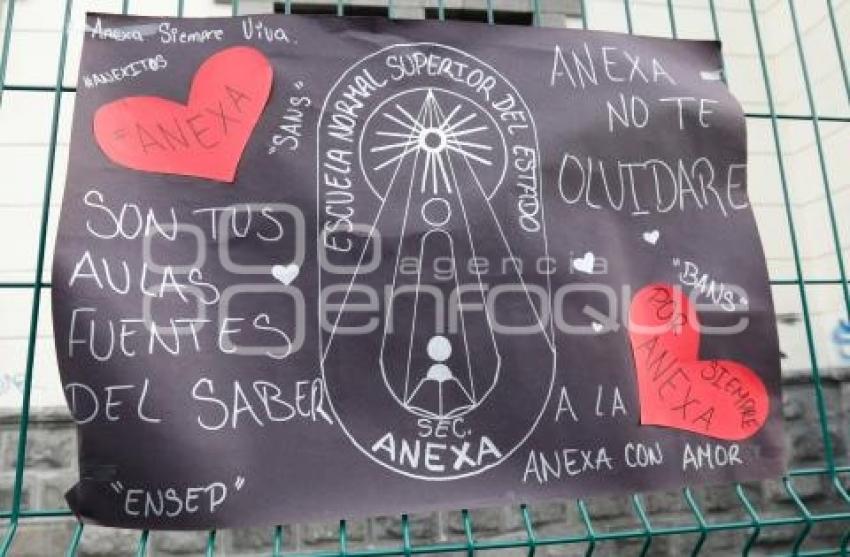 Anexa Siempre Viva.
#ANEXITOS
#ANEXA
"SANS"
SON TUS
AULAS
FUENTES
DEL SABER
"ENSEP"
ESCUELA NORMAL SUPERIOR DEL ESTADO
SEC.
ANEXA
ANEXA
NO TE
OLVIDARE
"BANS"
POR
SIEMPRE
ANEXA
A LA
ANEXA CON AMOR
agencia
enfoque